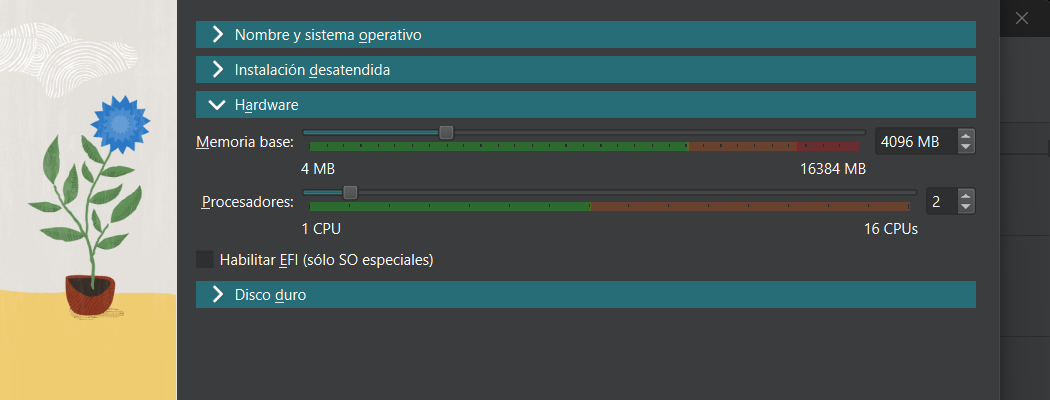 Nombre y sistema operativo
Instalación desatendida
Hardware
Memoria base: 4096 MB
4 MB 16384 MB
Procesadores: 2
1 CPU 16 CPUs
Habilitar EFI (sólo SO especiales)
Disco duro